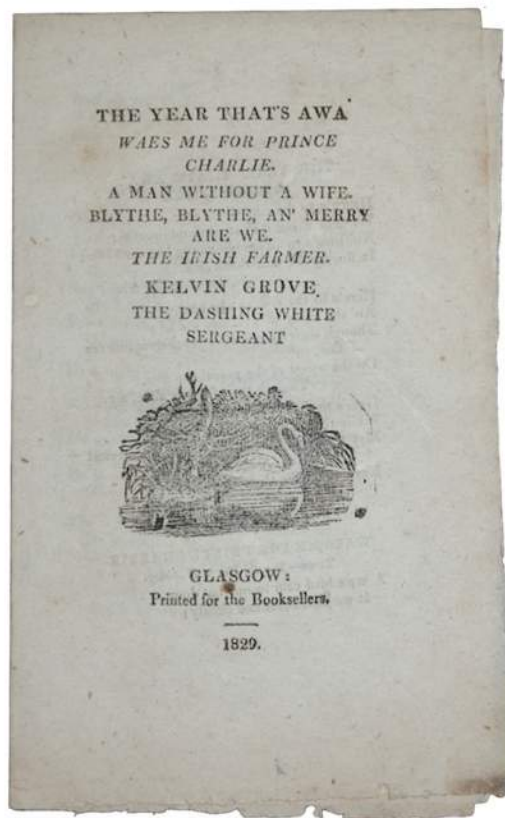 THE YEAR THAT'S AWA'
WAES ME FOR PRINCE
CHARLIE.
A MAN WITHOUT A WIFE.
BLYTHE, BLYTHE, AN' MERRY
ARE WE.
THE IRISH FARMER.
KELVIN GROVE.
THE DASHING WHITE
SERGEANT
GLASGOW:
Printed for the Booksellers.
1829.